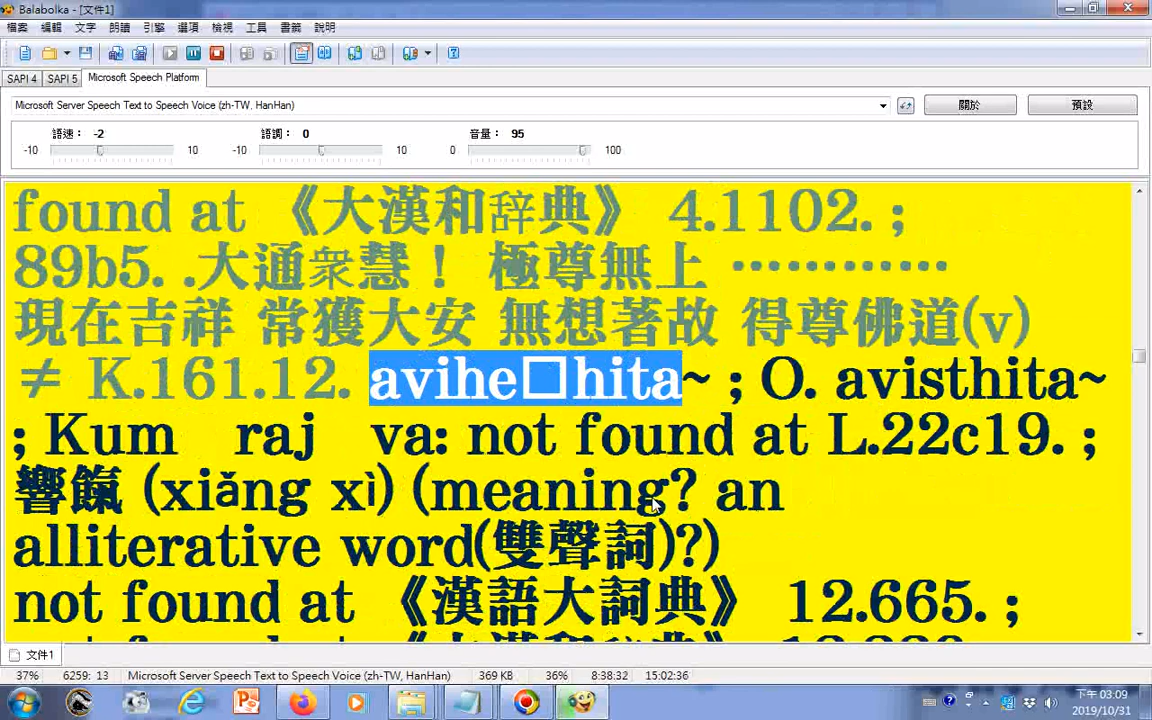 Balabolka - [文件1]
檔案 編輯 文字 朗讀 引擎 選項 檢視 工具 書籤 說明
SAPI 4 SAPI 5 Microsoft Speech Platform
Microsoft Server Speech Text to Speech Voice (zh-TW, HanHan) 關於 預設
語速： -2 語調： 0 音量： 95
-10 10 -10 10 0 100
found at 《大漢和辞典》 4.1102. ;
89b5. .大通衆慧！ 極尊無上 …………
現在吉祥 常獲大安 無想著故 得尊佛道(v)
≠ K.161.12. avihe□hita~ ; O. avisthita~
; Kum raj va: not found at L.22c19. ;
響餼 (xiǎng xì) (meaning? an
alliterative word(雙聲詞)?)
not found at 《漢語大詞典》 12.665. ;
文件1
37% 6259: 13 Microsoft Server Speech Text to Speech Voice (zh-TW, HanHan) 369 KB 36% 8:38:32 15:02:36
下午 03:09
2019/10/31